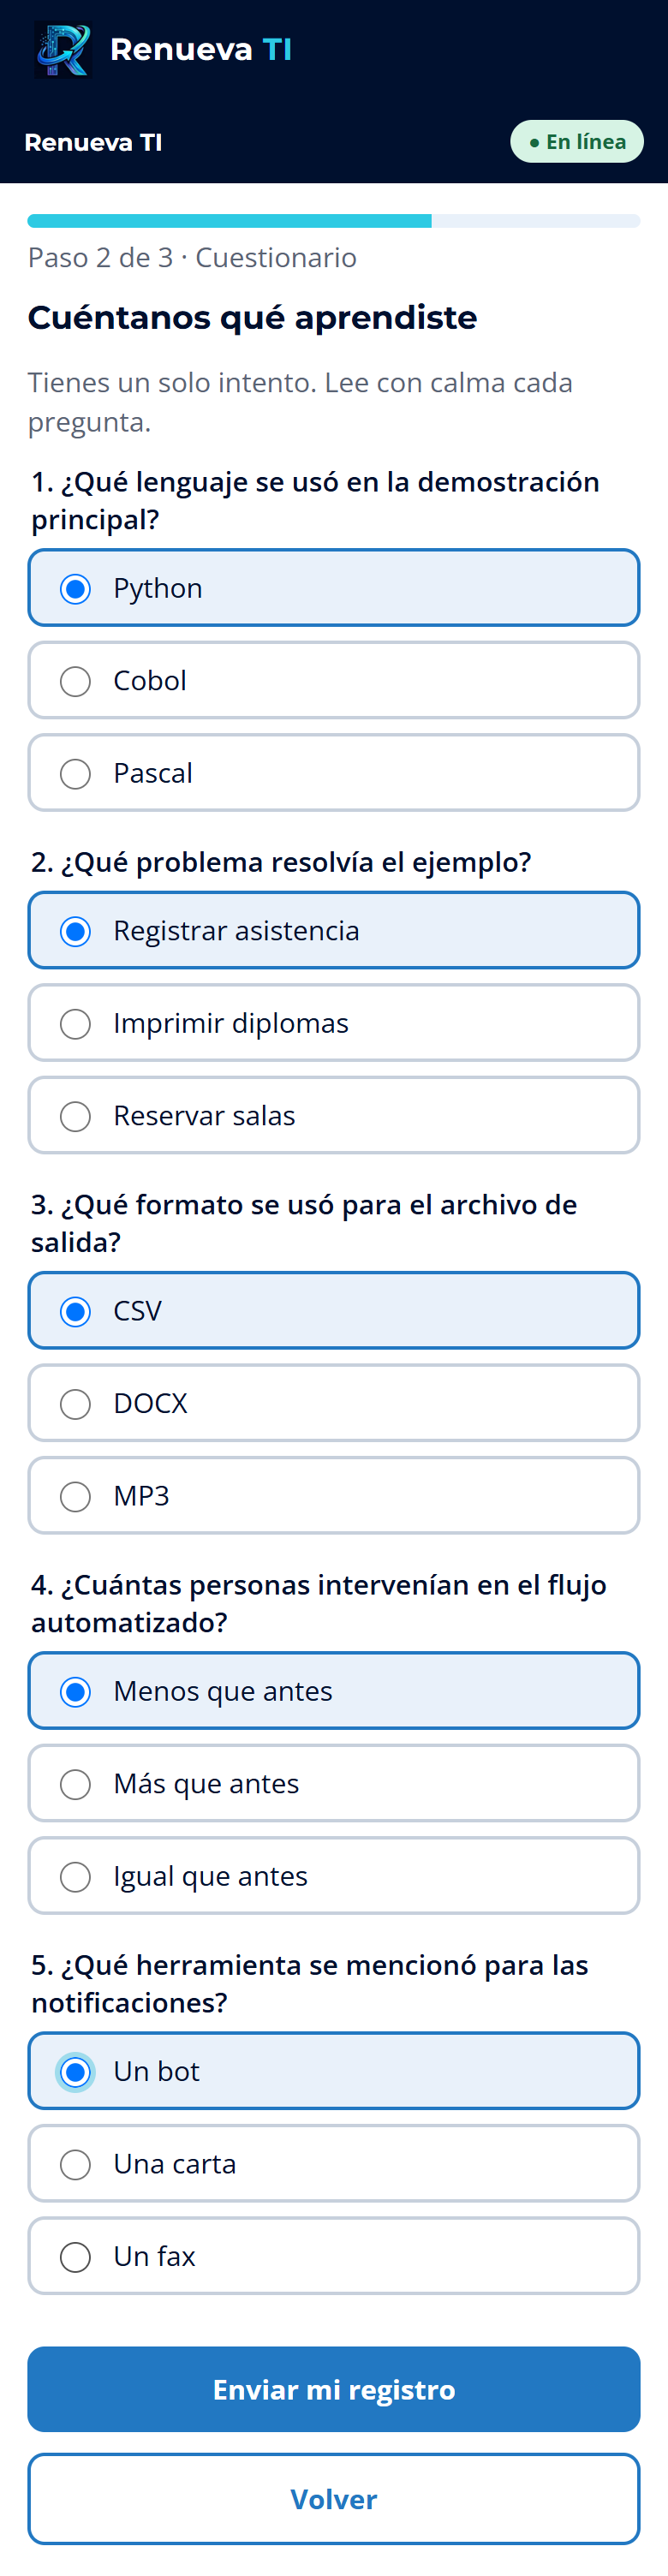 Renueva TI
Renueva TI
• En línea
Paso 2 de 3 · Cuestionario
Cuéntanos qué aprendiste
Tienes un solo intento. Lee con calma cada
pregunta.
1. ¿Qué lenguaje se usó en la demostración
principal?
Python
Cobol
Pascal
2. ¿Qué problema resolvía el ejemplo?
Registrar asistencia
Imprimir diplomas
Reservar salas
3. ¿Qué formato se usó para el archivo de
salida?
CSV
DOCX
MP3
4. ¿Cuántas personas intervenían en el flujo
automatizado?
Menos que antes
Más que antes
Igual que antes
5. ¿Qué herramienta se mencionó para las
notificaciones?
Un bot
Una carta
Un fax
Enviar mi registro
Volver